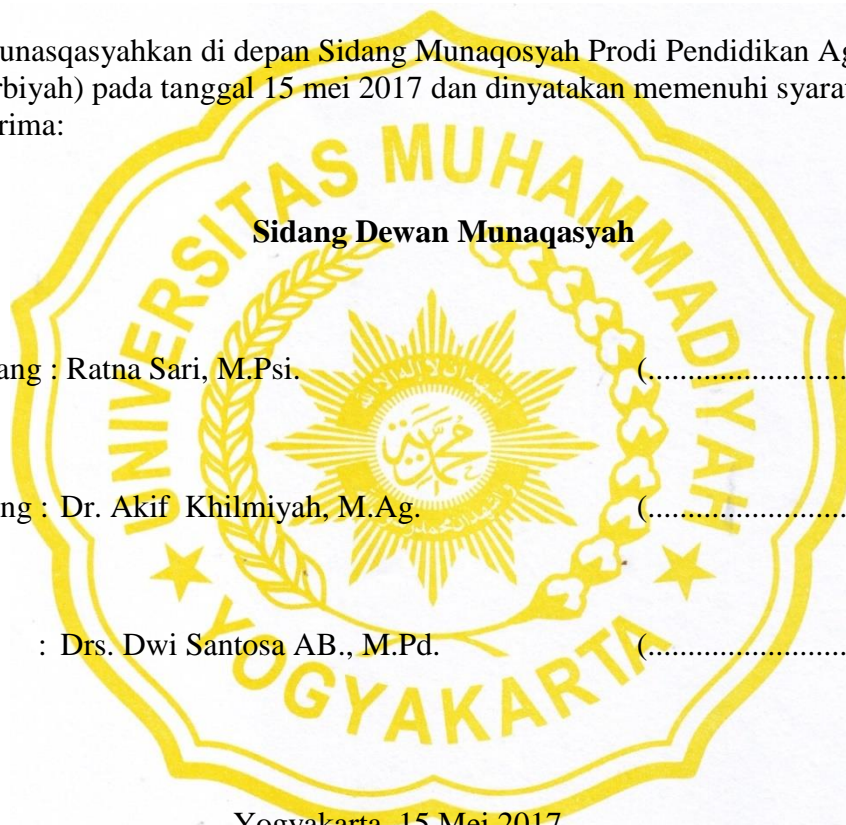 unasqasyahkan di depan Sidang Munaqosyah Prodi Pendidikan Ag
rbiyah) pada tanggal 15 mei 2017 dan dinyatakan memenuhi syara
rima:
UNIVERSITAS MUHAMMADIYAH
Sidang Dewan Munaqasyah
ang : Ratna Sari, M.Psi. (.........................
ng : Dr. Akif Khilmiyah, M.Ag. (.........................
: Drs. Dwi Santosa AB., M.Pd. (.........................
★ YOGYAKARTA ★
Yogyakarta, 15 Mei 2017